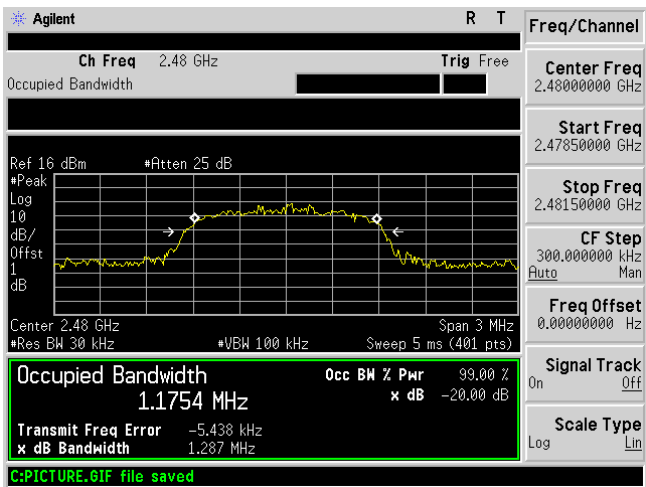 Agilent R T
Ch Freq 2.48 GHz Trig Free
Occupied Bandwidth
Ref 16 dBm #Atten 25 dB
#Peak
Log
10
dB/
Offst
1
dB
Center 2.48 GHz Span 3 MHz
#Res BW 30 kHz #VBW 100 kHz Sweep 5 ms (401 pts)
Occupied Bandwidth Occ BW % Pwr 99.00 %
1.1754 MHz x dB -20.00 dB
Transmit Freq Error -5.438 kHz
x dB Bandwidth 1.287 MHz
C:PICTURE.GIF file saved
Freq/Channel
Center Freq
2.48000000 GHz
Start Freq
2.47850000 GHz
Stop Freq
2.48150000 GHz
CF Step
300.000000 kHz
Auto Man
Freq Offset
0.00000000 Hz
Signal Track
On Off
Scale Type
Log Lin